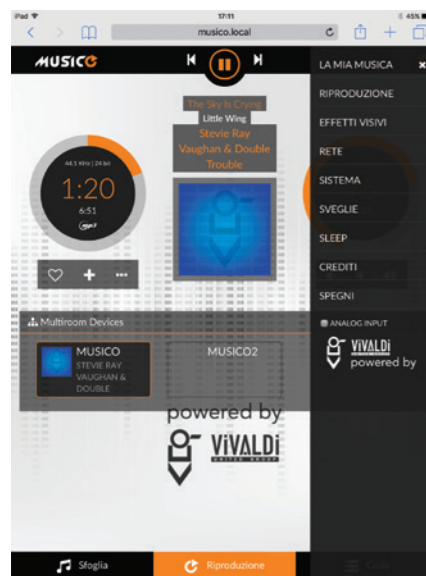 iPad 17:11 45%
musico.local
MUSICO
LA MIA MUSICA ×
RIPRODUZIONE
EFFETTI VISIVI
RETE
SISTEMA
SVEGLIE
SLEEP
CREDITI
SPEGNI
ANALOG INPUT
ViVALDi
powered by
The Sky Is Crying
Little Wing
Stevie Ray
Vaughan & Double
Trouble
44.1 KHz | 24 bit
1:20
6:51
mp3
Multiroom Devices
MUSICO
STEVIE RAY
VAUGHAN &
DOUBLE
MUSICO2
powered by
ViVALDi
UNITED GROUP
Sfoglia
Riproduzione
Coda